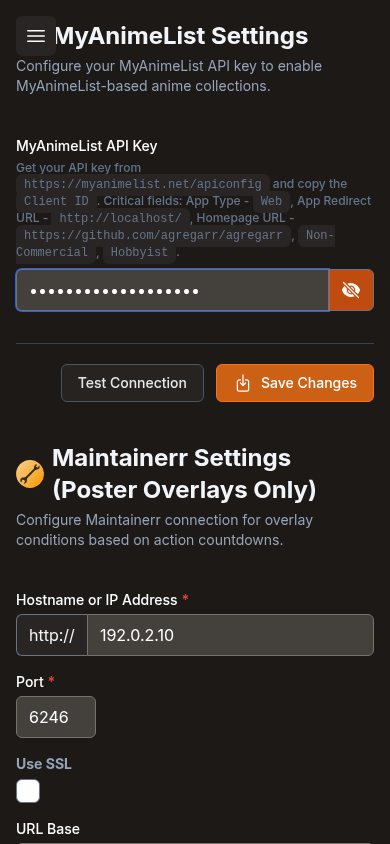 MyAnimeList Settings
Configure your MyAnimeList API key to enable
MyAnimeList-based anime collections.
MyAnimeList API Key
Get your API key from
https://myanimelist.net/apiconfig and copy the
Client ID . Critical fields: App Type - Web , App Redirect
URL - http://localhost/ , Homepage URL -
https://github.com/agregarr/agregarr , Non-
Commercial , Hobbyist .
Test Connection
Save Changes
Maintainerr Settings
(Poster Overlays Only)
Configure Maintainerr connection for overlay
conditions based on action countdowns.
Hostname or IP Address *
http:// 192.0.2.10
Port *
6246
Use SSL
URL Base